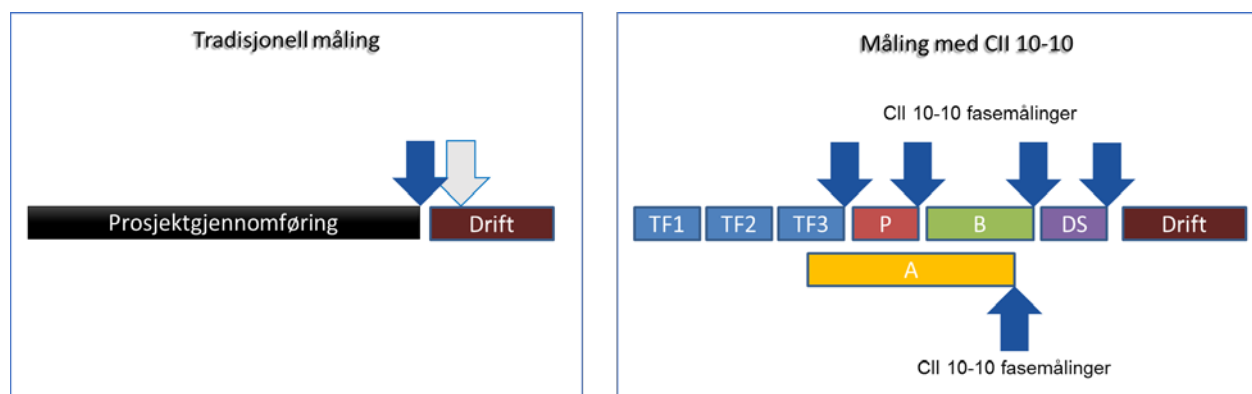 Tradisjonell måling
Prosjektgjennomføring
Drift
Måling med CII 10-10
CII 10-10 fasemålinger
TF1
TF2
TF3
P
B
DS
Drift
A
CII 10-10 fasemålinger